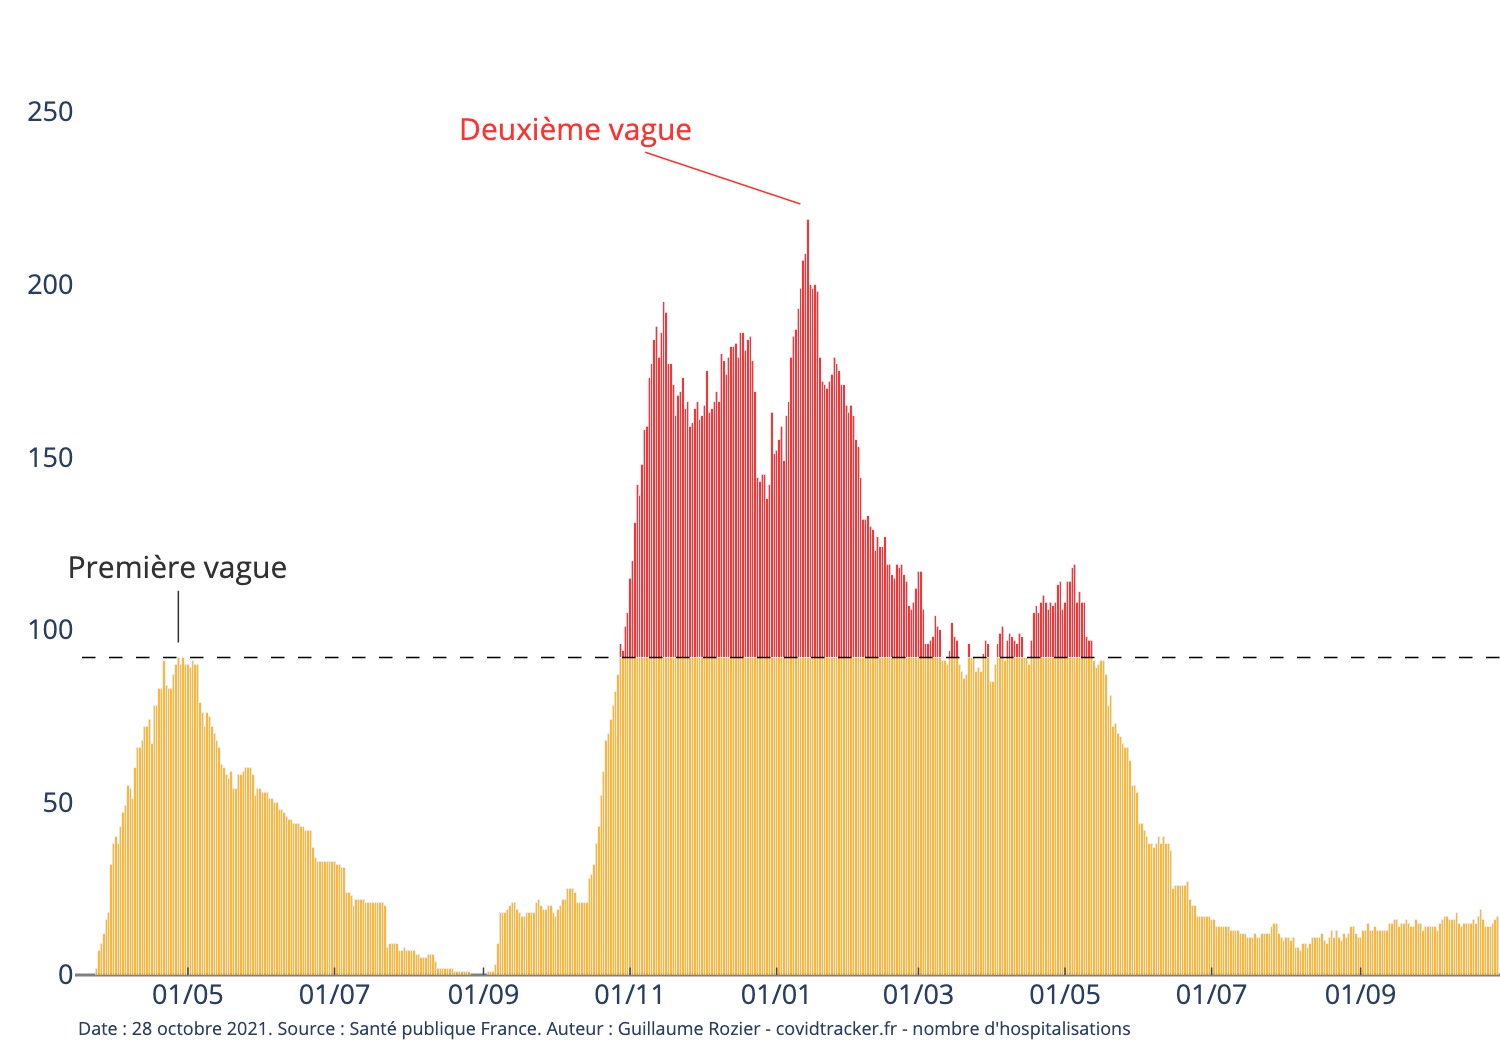 250
Deuxième vague
200
150
Première vague
100
50
0
01/05 01/07 01/09 01/11 01/01 01/03 01/05 01/07 01/09
Date : 28 octobre 2021. Source : Santé publique France. Auteur : Guillaume Rozier - covidtracker.fr - nombre d'hospitalisations